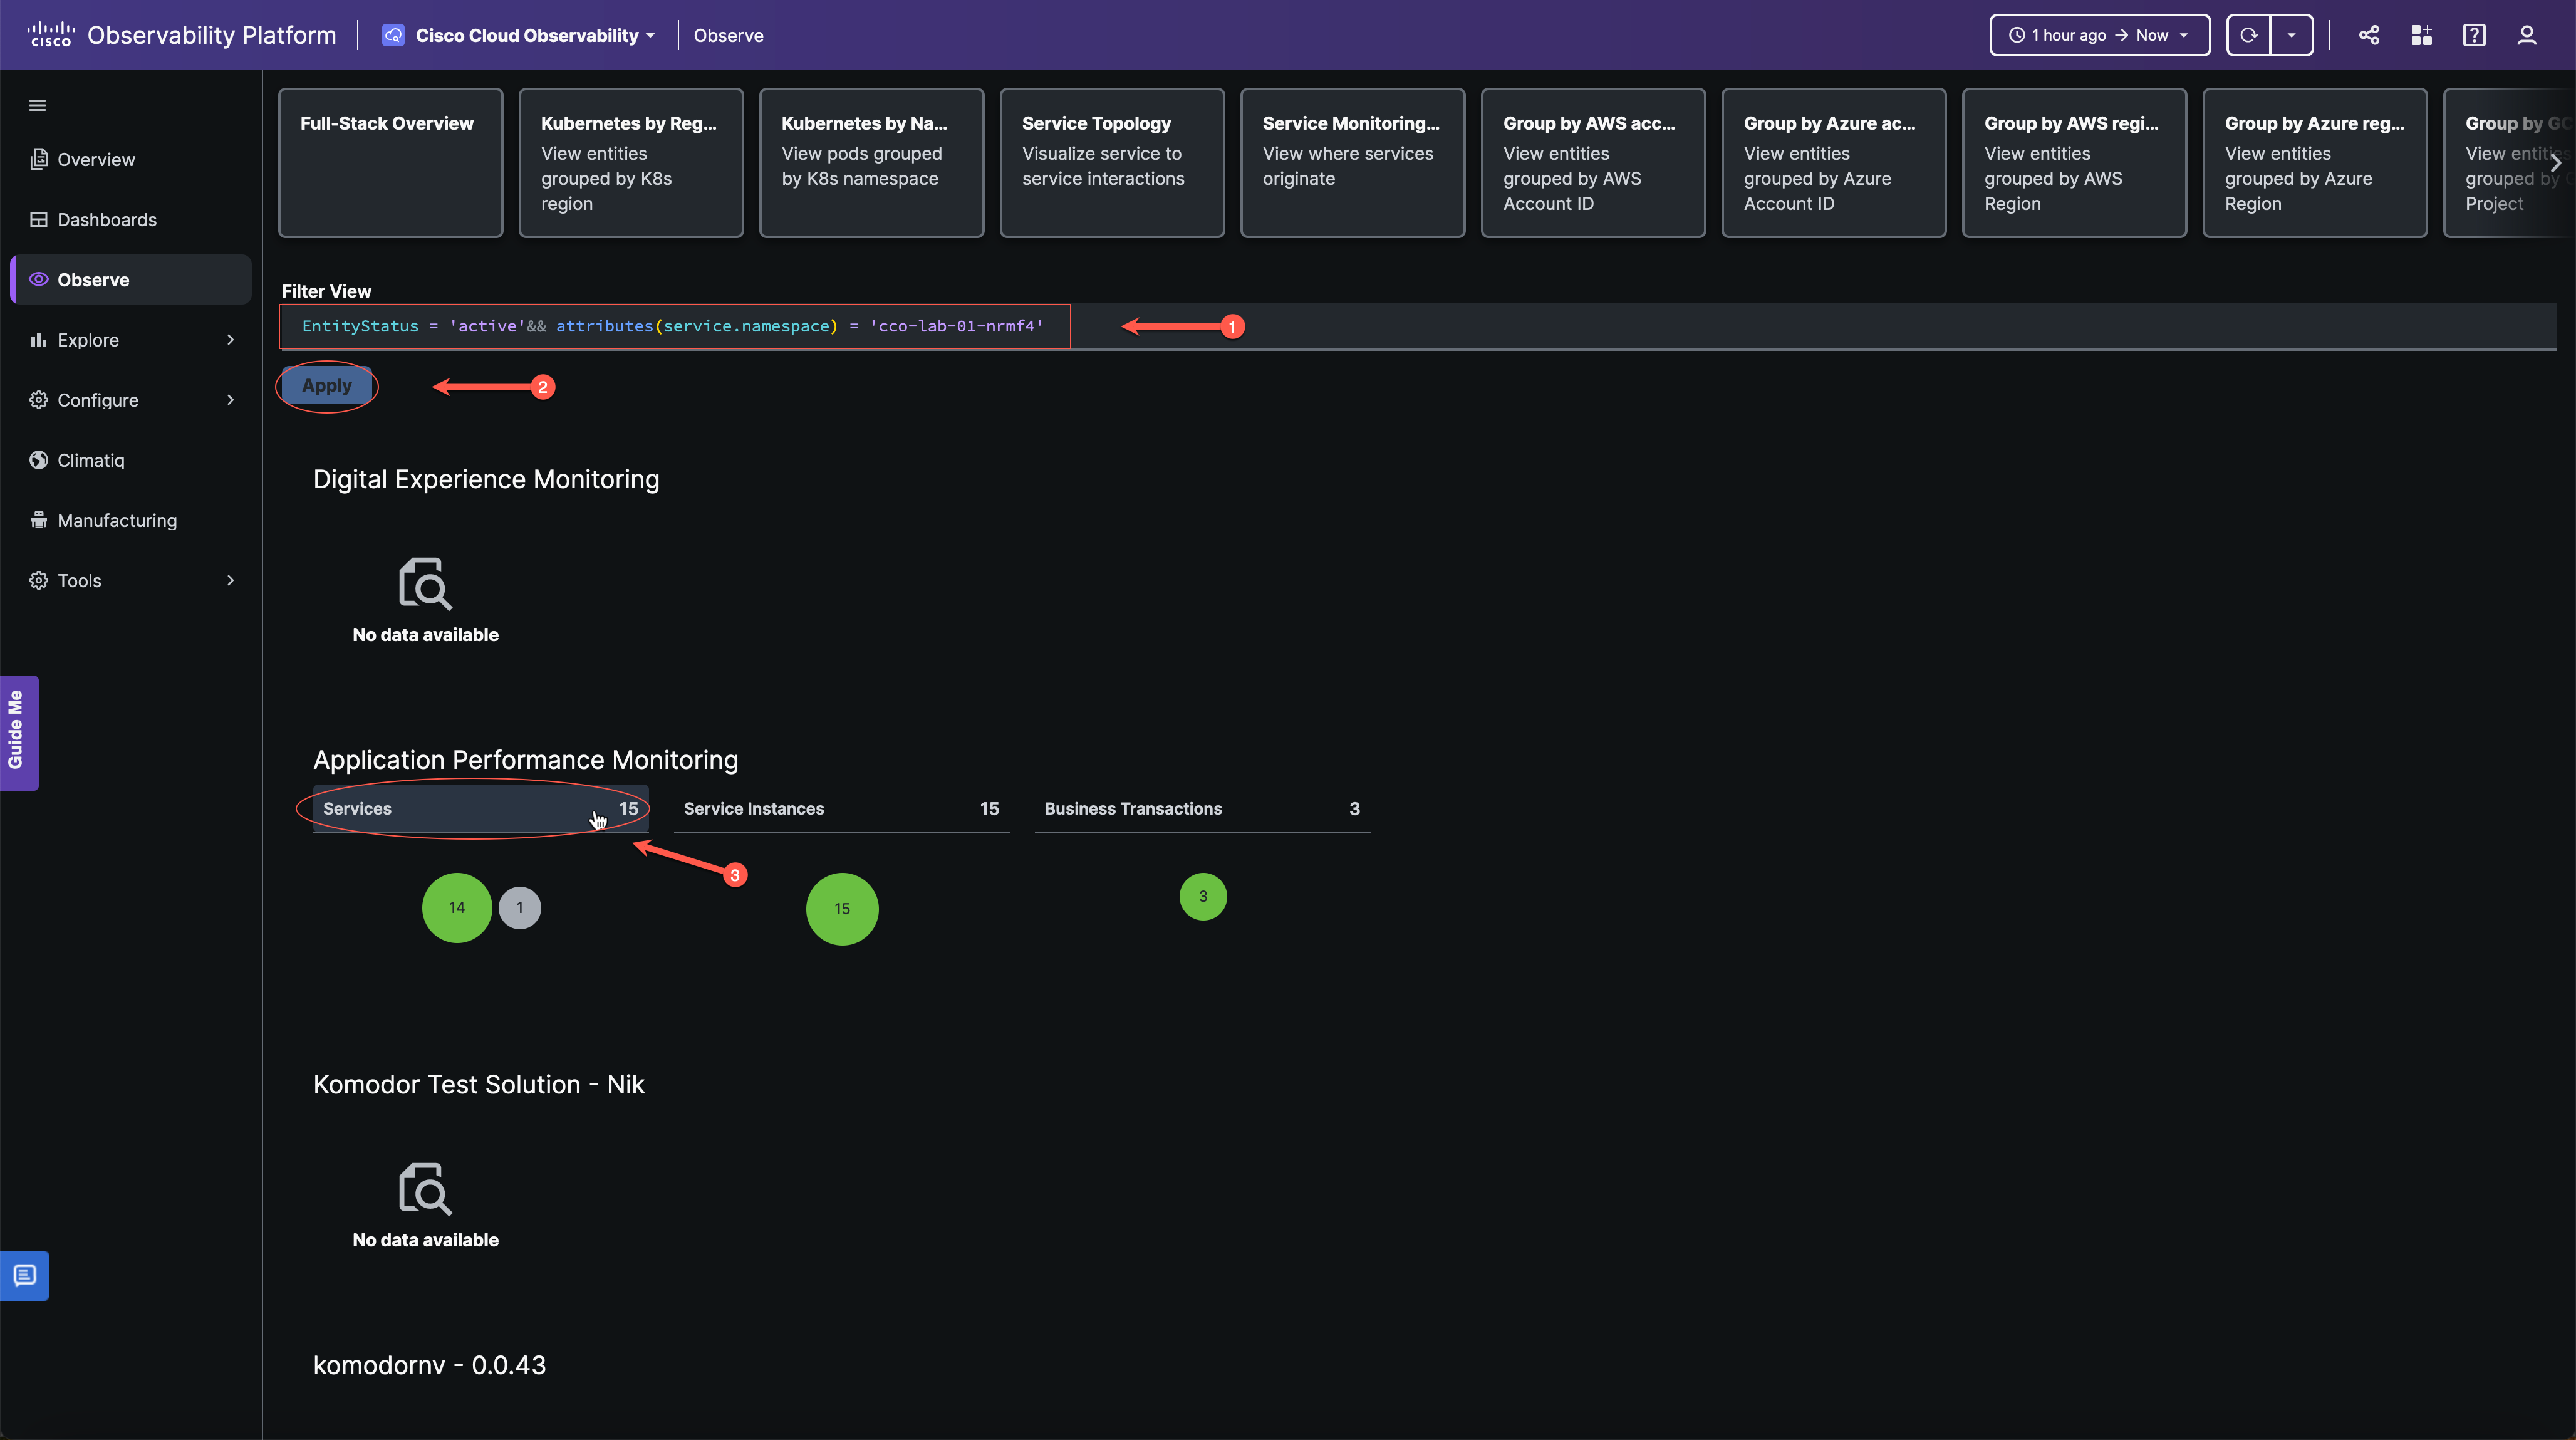 CISCO Observability Platform Cisco Cloud Observability Observe 1 hour ago → Now
Full-Stack Overview
Kubernetes by Reg...
View entities
grouped by K8s
region
Kubernetes by Na...
View pods grouped
by K8s namespace
Service Topology
Visualize service to
service interactions
Service Monitoring...
View where services
originate
Group by AWS acc...
View entities
grouped by AWS
Account ID
Group by Azure ac...
View entities
grouped by Azure
Account ID
Group by AWS regi...
View entities
grouped by AWS
Region
Group by Azure reg...
View entities
grouped by Azure
Region
Group by GC
View entities
grouped by
Project
Overview
Dashboards
Observe
Explore
Configure
Climatiq
Manufacturing
Tools
Guide Me
Filter View
EntityStatus = 'active'&& attributes(service.namespace) = 'cco-lab-01-nrmf4'
1
Apply
2
Digital Experience Monitoring
No data available
Application Performance Monitoring
Services 15
Service Instances 15
Business Transactions 3
3
14 1
15
3
Komodor Test Solution - Nik
No data available
komodornv - 0.0.43